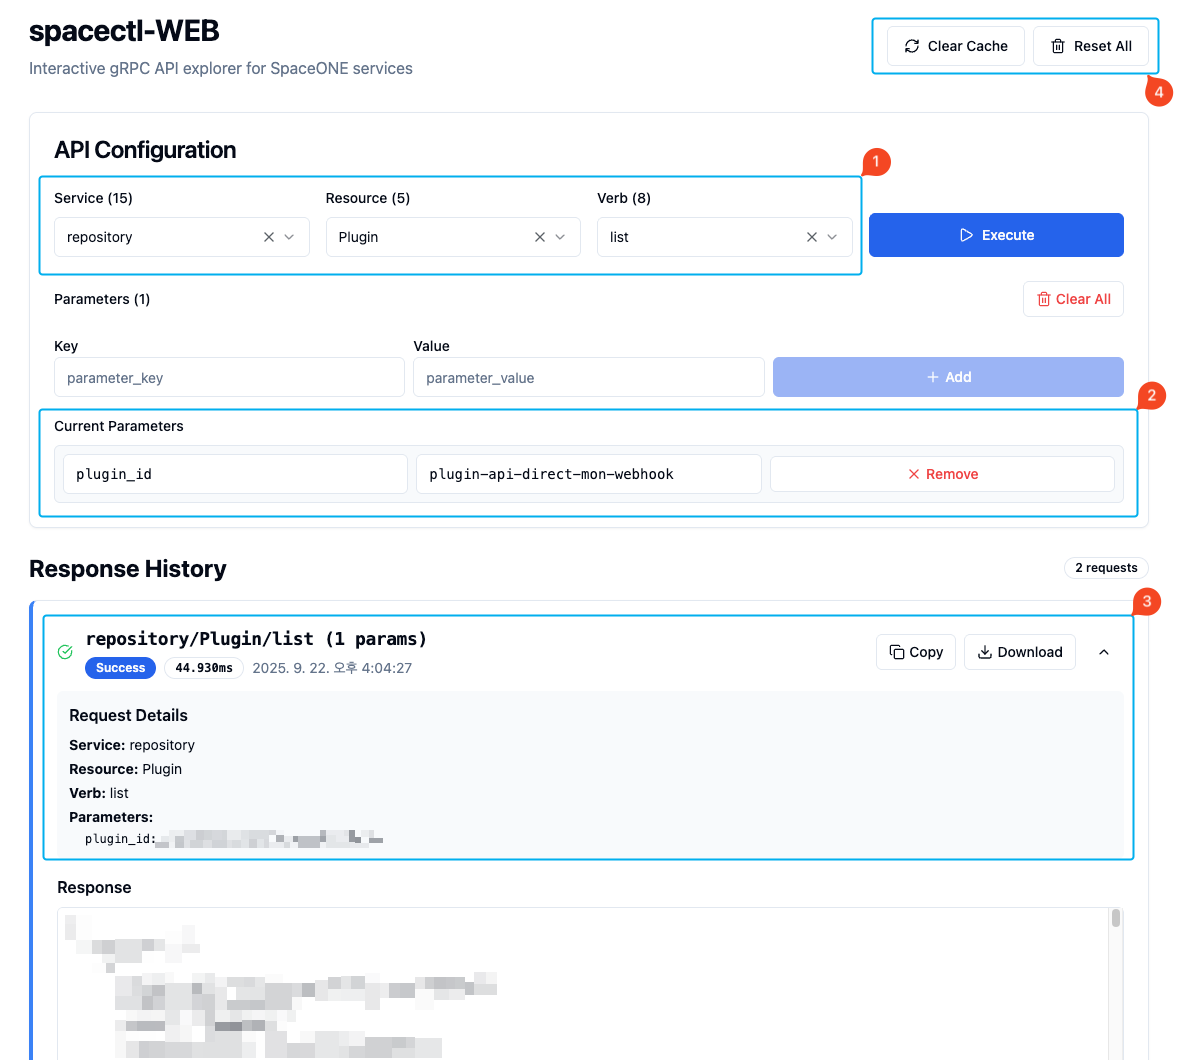 spacectl-WEB
Interactive gRPC API explorer for SpaceONE services
Clear Cache
Reset All
4
API Configuration
1
Service (15)
Resource (5)
Verb (8)
repository
Plugin
list
Execute
Parameters (1)
Clear All
Key
Value
parameter_key
parameter_value
+ Add
2
Current Parameters
plugin_id
plugin-api-direct-mon-webhook
Remove
Response History
2 requests
3
repository/Plugin/list (1 params)
Success
44.930ms
2025. 9. 22. 오후 4:04:27
Copy
Download
Request Details
Service: repository
Resource: Plugin
Verb: list
Parameters:
plugin_id:
Response